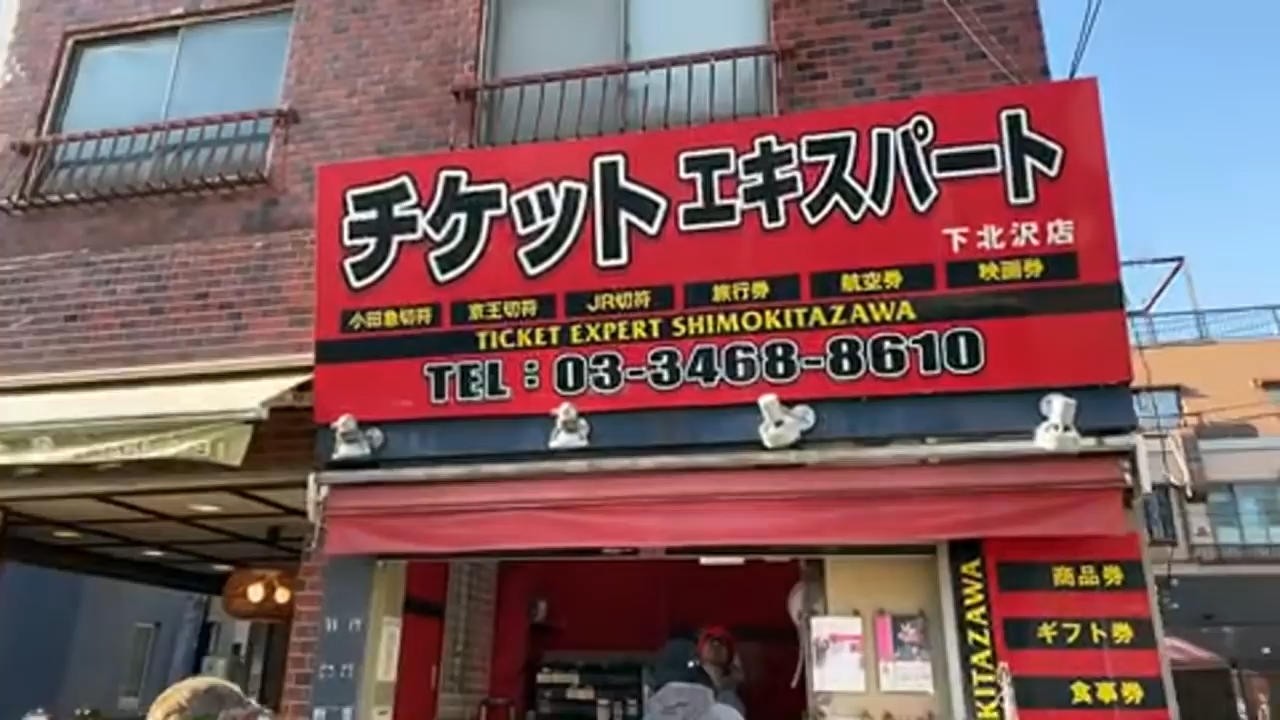 チケット エキスパート
下北沢店
小田急切符 京王切符 JR切符 旅行券 航空券 映画券
TICKET EXPERT SHIMOKITAZAWA
TEL：03-3468-8610
KITAZAWA
商品券
ギフト券
食事券